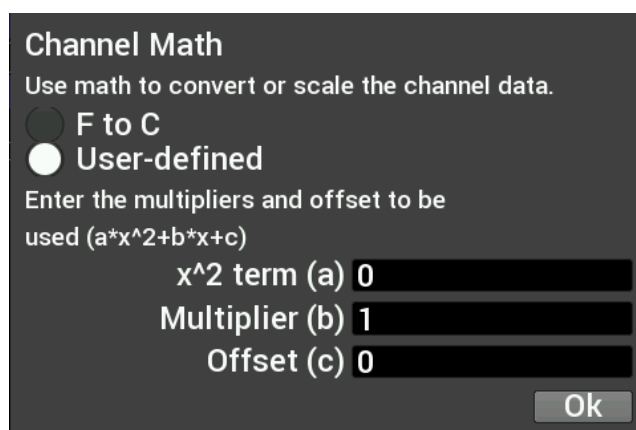 Channel Math
Use math to convert or scale the channel data.
F to C
User-defined
Enter the multipliers and offset to be
used (a*x^2+b*x+c)
x^2 term (a) 0
Multiplier (b) 1
Offset (c) 0
Ok